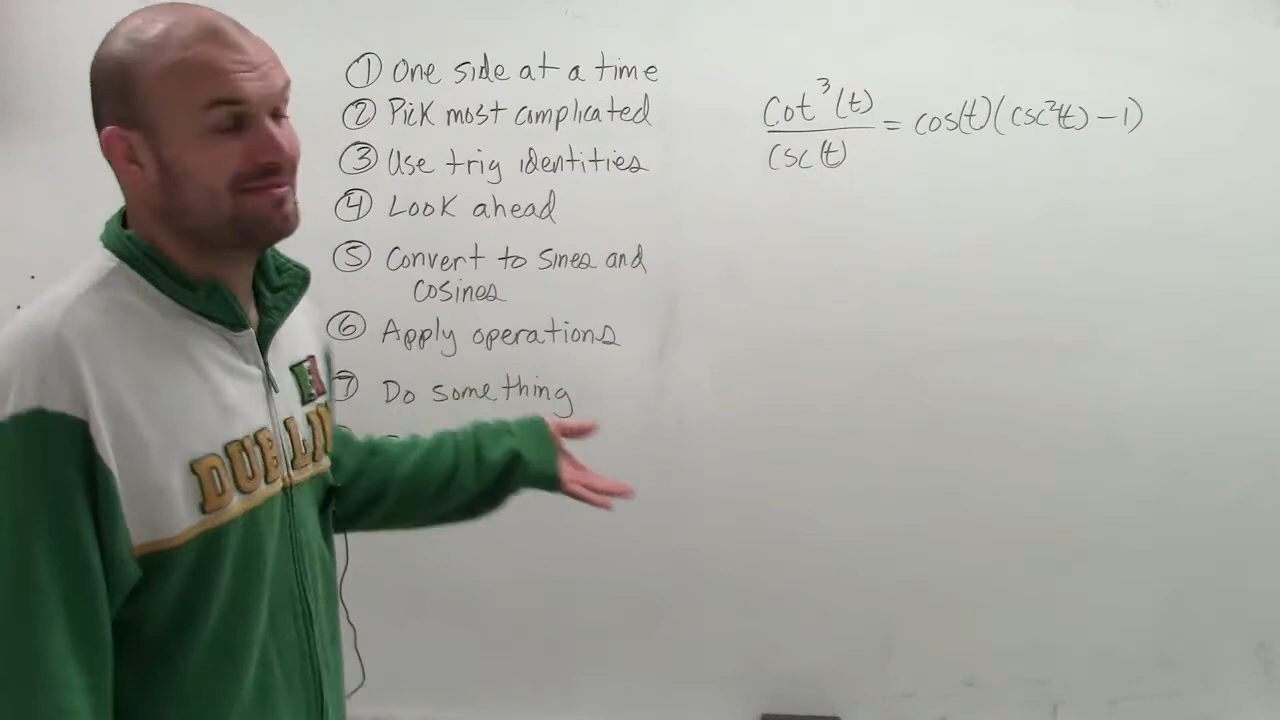 ① One side at a time
② Pick most complicated
③ Use trig identities
④ Look ahead
⑤ Convert to sines and
cosines
⑥ Apply operations
⑦ Do something
cot³(t)/csc(t) = cos(t)(csc²(t) - 1)
DUBLIN